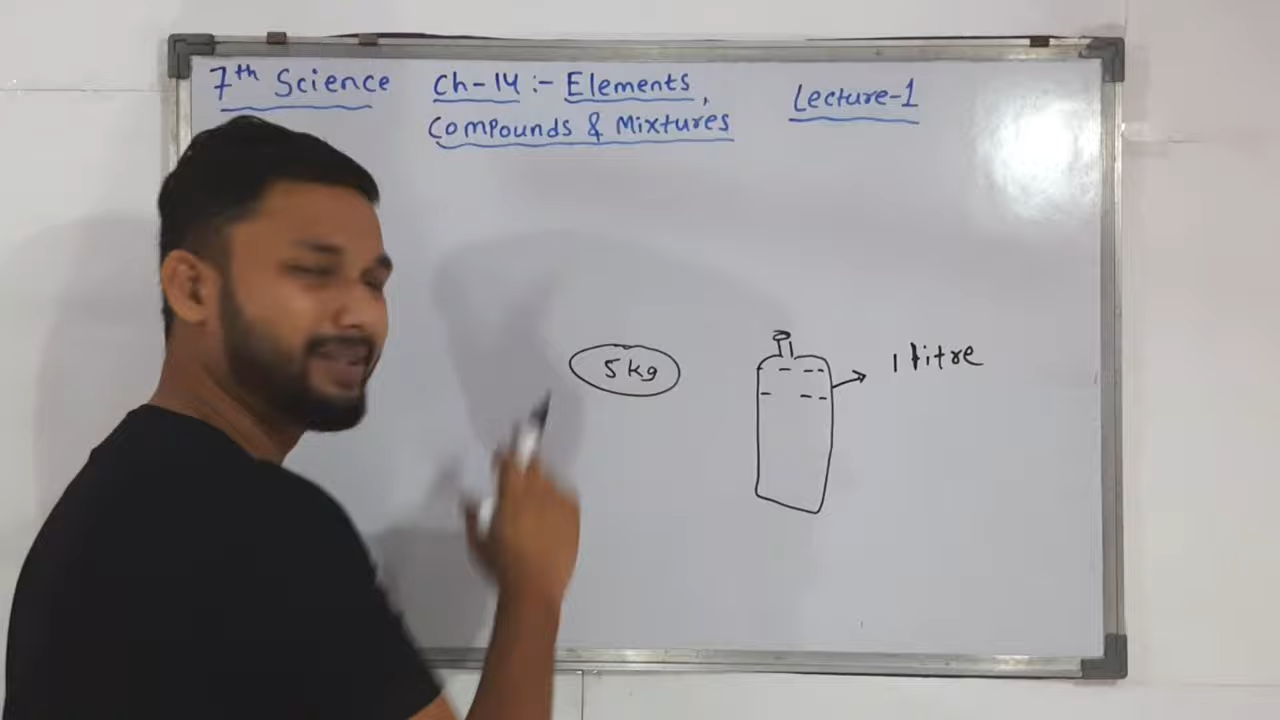 7th Science
Ch-14 :- Elements,
Compounds & Mixtures
Lecture-1
5 kg
1 litre